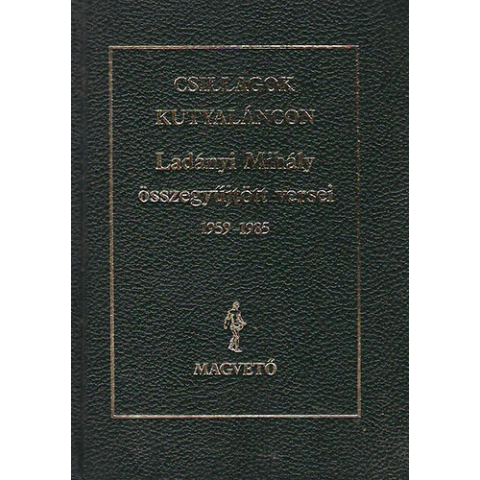 CSILLAGOK
KUTYALÁNCON
Ladányi Mihály
összegyűjtött versei
1959–1985
MAGVETŐ